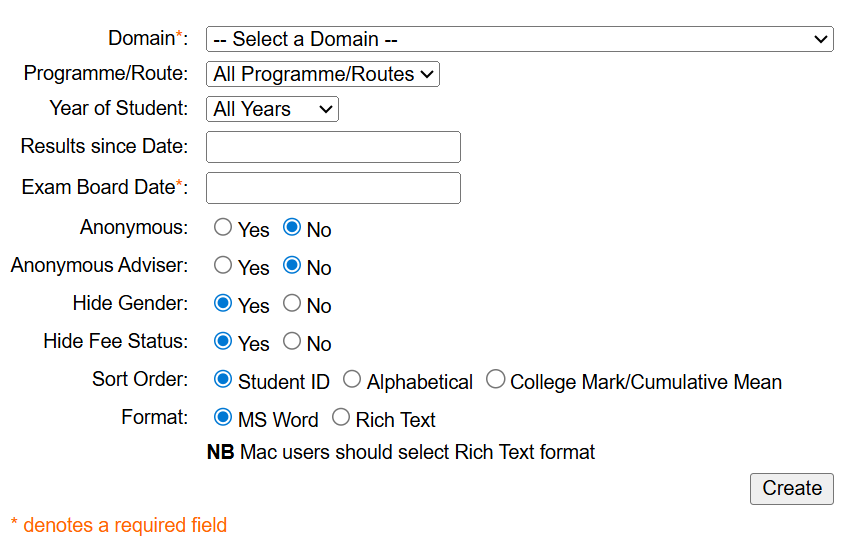 Domain*: -- Select a Domain --
Programme/Route: All Programme/Routes
Year of Student: All Years
Results since Date:
Exam Board Date*:
Anonymous: Yes No
Anonymous Adviser: Yes No
Hide Gender: Yes No
Hide Fee Status: Yes No
Sort Order: Student ID Alphabetical College Mark/Cumulative Mean
Format: MS Word Rich Text
NB Mac users should select Rich Text format
Create
* denotes a required field